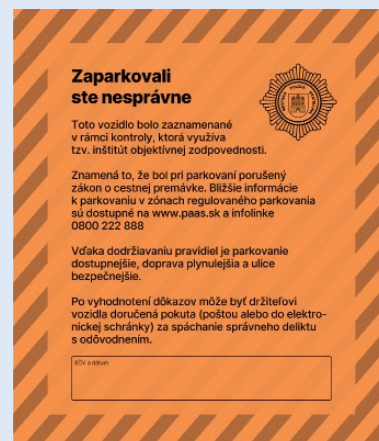 Zaparkovali
ste nesprávne
Toto vozidlo bolo zaznamenané
v rámci kontroly, ktorá využíva
tzv. inštitút objektívnej zodpovednosti.
Znamená to, že bol pri parkovaní porušený
zákon o cestnej premávke. Bližšie informácie
k parkovaniu v zónach regulovaného parkovania
sú dostupné na www.paas.sk a infolinke
0800 222 888
Vďaka dodržiavaniu pravidiel je parkovanie
dostupnejšie, doprava plynulejšia a ulice
bezpečnejšie.
Po vyhodnotení dôkazov môže byť držiteľovi
vozidla doručená pokuta (poštou alebo do elektro-
nickej schránky) za spáchanie správneho deliktu
s odôvodnením.
EČV a dátum